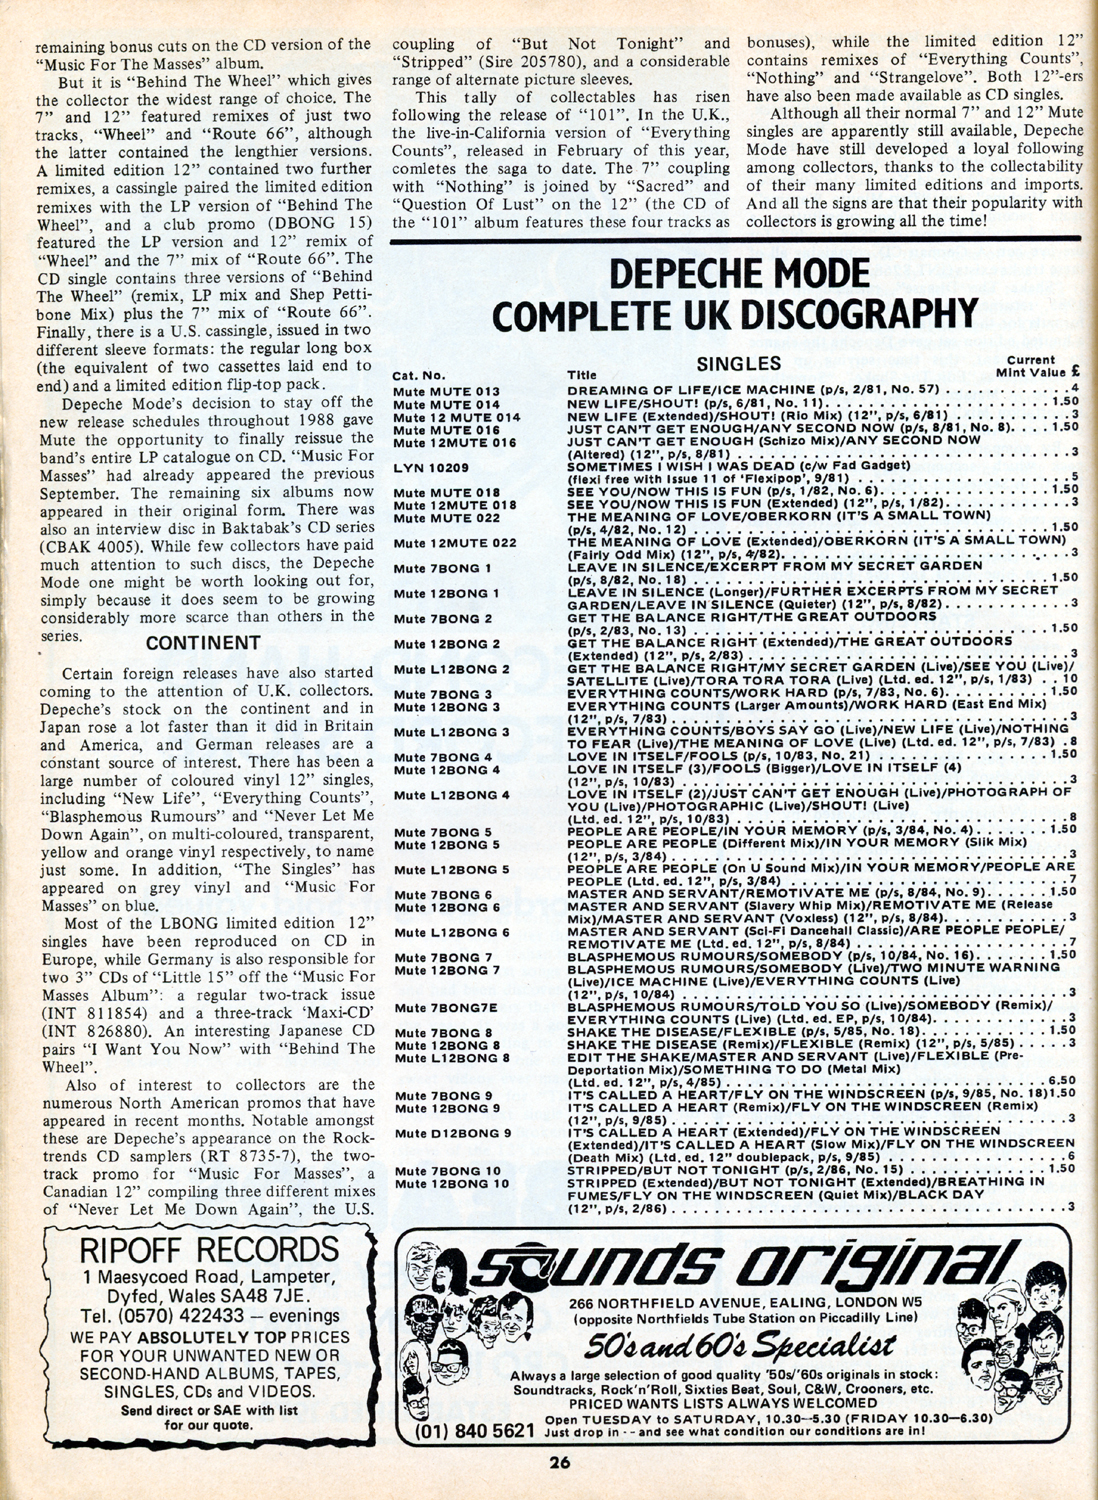 remaining bonus cuts on the CD version of the
“Music For The Masses” album.
But it is “Behind The Wheel” which gives
the collector the widest range of choice. The
7” and 12” featured remixes of just two
tracks, “Wheel” and “Route 66”, although
the latter contained the lengthier versions.
A limited edition 12” contained two further
remixes, a cassingle paired the limited edition
remixes with the LP version of “Behind The
Wheel”, and a club promo (DBONG 15)
featured the LP version and 12” remix of
“Wheel” and the 7” mix of “Route 66”. The
CD single contains three versions of “Behind
The Wheel” (remix, LP mix and Shep Petti-
bone Mix) plus the 7” mix of “Route 66”.
Finally, there is a U.S. cassingle, issued in two
different sleeve formats: the regular long box
(the equivalent of two cassettes laid end to
end) and a limited edition flip-top pack.
Depeche Mode’s decision to stay off the
new release schedules throughout 1988 gave
Mute the opportunity to finally reissue the
band’s entire LP catalogue on CD. “Music For
Masses” had already appeared the previous
September. The remaining six albums now
appeared in their original form. There was
also an interview disc in Baktabak’s CD series
(CBAK 4005). While few collectors have paid
much attention to such discs, the Depeche
Mode one might be worth looking out for,
simply because it does seem to be growing
considerably more scarce than others in the
series.
CONTINENT
Certain foreign releases have also started
coming to the attention of U.K. collectors.
Depeche’s stock on the continent and in
Japan rose a lot faster than it did in Britain
and America, and German releases are a
constant source of interest. There has been a
large number of coloured vinyl 12” singles,
including “New Life”, “Everything Counts”,
“Blasphemous Rumours” and “Never Let Me
Down Again”, on multi-coloured, transparent,
yellow and orange vinyl respectively, to name
just some. In addition, “The Singles” has
appeared on grey vinyl and “Music For
Masses” on blue.
Most of the LBONG limited edition 12”
singles have been reproduced on CD in
Europe, while Germany is also responsible for
two 3” CDs of “Little 15” off the “Music For
Masses Album”: a regular two-track issue
(INT 811854) and a three-track ‘Maxi-CD’
(INT 826880). An interesting Japanese CD
pairs “I Want You Now” with “Behind The
Wheel”.
Also of interest to collectors are the
numerous North American promos that have
appeared in recent months. Notable amongst
these are Depeche’s appearance on the Rock-
trends CD samplers (RT 8735-7), the two-
track promo for “Music For Masses”, a
Canadian 12” compiling three different mixes
of “Never Let Me Down Again”, the U.S.
coupling of “But Not Tonight” and
“Stripped” (Sire 205780), and a considerable
range of alternate picture sleeves.
This tally of collectables has risen
following the release of “101”. In the U.K.,
the live-in-California version of “Everything
Counts”, released in February of this year,
comletes the saga to date. The 7” coupling
with “Nothing” is joined by “Sacred” and
“Question Of Lust” on the 12” (the CD of
the “101” album features these four tracks as
bonuses), while the limited edition 12”
contains remixes of “Everything Counts”,
“Nothing” and “Strangelove”. Both 12”-ers
have also been made available as CD singles.
Although all their normal 7” and 12” Mute
singles are apparently still available, Depeche
Mode have still developed a loyal following
among collectors, thanks to the collectability
of their many limited editions and imports.
And all the signs are that their popularity with
collectors is growing all the time!
DEPECHE MODE
COMPLETE UK DISCOGRAPHY
SINGLES
Cat. No. Title Current Mint Value £
Mute MUTE 013 DREAMING OF LIFE/ICE MACHINE (p/s, 2/81, No. 57) . . . . . . . . . . . 4
Mute MUTE 014 NEW LIFE/SHOUT! (p/s, 6/81, No. 11) . . . . . . . . . . 1.50
Mute 12 MUTE 014 NEW LIFE (Extended)/SHOUT! (Rio Mix) (12”, p/s, 6/81) . . . . . . . . . . 3
Mute MUTE 016 JUST CAN’T GET ENOUGH/ANY SECOND NOW (p/s, 8/81, No. 8). . . . 1.50
Mute 12MUTE 016 JUST CAN’T GET ENOUGH (Schizo Mix)/ANY SECOND NOW
(Altered) (12”, p/s, 8/81) . . . . . . . . . . 3
LYN 10209 SOMETIMES I WISH I WAS DEAD (c/w Fad Gadget)
(flexi free with Issue 11 of ‘Flexipop’, 9/81) . . . . . . . . . . 5
Mute MUTE 018 SEE YOU/NOW THIS IS FUN (p/s, 1/82, No. 6). . . . . . . . . . 1.50
Mute 12MUTE 018 SEE YOU/NOW THIS IS FUN (Extended) (12”, p/s, 1/82). . . . . . . . . . 3
Mute MUTE 022 THE MEANING OF LOVE/OBERKORN (IT’S A SMALL TOWN)
(p/s, 4/82, No. 12) . . . . . . . . . . 1.50
Mute 12MUTE 022 THE MEANING OF LOVE (Extended)/OBERKORN (IT’S A SMALL TOWN)
(Fairly Odd Mix) (12”, p/s, 4/82). . . . . . . . . . 3
Mute 7BONG 1 LEAVE IN SILENCE/EXCERPT FROM MY SECRET GARDEN
(p/s, 8/82, No. 18) . . . . . . . . . . 1.50
Mute 12BONG 1 LEAVE IN SILENCE (Longer)/FURTHER EXCERPTS FROM MY SECRET
GARDEN/LEAVE IN SILENCE (Quieter) (12”, p/s, 8/82). . . . . . . . . . 3
Mute 7BONG 2 GET THE BALANCE RIGHT/THE GREAT OUTDOORS
(p/s, 2/83, No. 13) . . . . . . . . . . 1.50
Mute 12BONG 2 GET THE BALANCE RIGHT (Extended)/THE GREAT OUTDOORS
(Extended) (12”, p/s, 2/83) . . . . . . . . . . 3
Mute L12BONG 2 GET THE BALANCE RIGHT/MY SECRET GARDEN (Live)/SEE YOU (Live)/
SATELLITE (Live)/TORA TORA TORA (Live) (Ltd. ed. 12”, p/s, 1/83) . . 10
Mute 7BONG 3 EVERYTHING COUNTS/WORK HARD (p/s, 7/83, No. 6). . . . . . . . . . 1.50
Mute 12BONG 3 EVERYTHING COUNTS (Larger Amounts)/WORK HARD (East End Mix)
(12”, p/s, 7/83) . . . . . . . . . . 3
Mute L12BONG 3 EVERYTHING COUNTS/BOYS SAY GO (Live)/NEW LIFE (Live)/NOTHING
TO FEAR (Live)/THE MEANING OF LOVE (Live) (Ltd. ed. 12”, p/s, 7/83) . 8
Mute 7BONG 4 LOVE IN ITSELF/FOOLS (p/s, 10/83, No. 21) . . . . . . . . . . 1.50
Mute 12BONG 4 LOVE IN ITSELF (3)/FOOLS (Bigger)/LOVE IN ITSELF (4)
(12”, p/s, 10/83) . . . . . . . . . . 3
Mute L12BONG 4 LOVE IN ITSELF (2)/JUST CAN’T GET ENOUGH (Live)/PHOTOGRAPH OF
YOU (Live)/PHOTOGRAPHIC (Live)/SHOUT! (Live)
(Ltd. ed. 12”, p/s, 10/83) . . . . . . . . . . 8
Mute 7BONG 5 PEOPLE ARE PEOPLE/IN YOUR MEMORY (p/s, 3/84, No. 4) . . . . . . . 1.50
Mute 12BONG 5 PEOPLE ARE PEOPLE (Different Mix)/IN YOUR MEMORY (Slik Mix)
(12”, p/s, 3/84) . . . . . . . . . . 3
Mute L12BONG 5 PEOPLE ARE PEOPLE (On U Sound Mix)/IN YOUR MEMORY/PEOPLE ARE
PEOPLE (Ltd. ed. 12”, p/s, 3/84) . . . . . . . . . . 7
Mute 7BONG 6 MASTER AND SERVANT/REMOTIVATE ME (p/s, 8/84, No. 9) . . . . . . 1.50
Mute 12BONG 6 MASTER AND SERVANT (Slavery Whip Mix)/REMOTIVATE ME (Release
Mix)/MASTER AND SERVANT (Voxless) (12”, p/s, 8/84). . . . . . . . . . 3
Mute L12BONG 6 MASTER AND SERVANT (Sci-Fi Dancehall Classic)/ARE PEOPLE PEOPLE/
REMOTIVATE ME (Ltd. ed. 12”, p/s, 8/84) . . . . . . . . . . 7
Mute 7BONG 7 BLASPHEMOUS RUMOURS/SOMEBODY (p/s, 10/84, No. 16) . . . . . . . 1.50
Mute 12BONG 7 BLASPHEMOUS RUMOURS/SOMEBODY (Live)/TWO MINUTE WARNING
(Live)/ICE MACHINE (Live)/EVERYTHING COUNTS (Live)
(12”, p/s, 10/84) . . . . . . . . . . 3
Mute 7BONG7E BLASPHEMOUS RUMOURS/TOLD YOU SO (Live)/SOMEBODY (Remix)/
EVERYTHING COUNTS (Live) (Ltd. ed. EP, p/s, 10/84). . . . . . . . . . 3
Mute 7BONG 8 SHAKE THE DISEASE/FLEXIBLE (p/s, 5/85, No. 18) . . . . . . . . . . 1.50
Mute 12BONG 8 SHAKE THE DISEASE (Remix)/FLEXIBLE (Remix) (12”, p/s, 5/85) . . . . . 3
Mute L12BONG 8 EDIT THE SHAKE/MASTER AND SERVANT (Live)/FLEXIBLE (Pre-
Deportation Mix)/SOMETHING TO DO (Metal Mix)
(Ltd. ed. 12”, p/s, 4/85) . . . . . . . . . . 6.50
Mute 7BONG 9 IT’S CALLED A HEART/FLY ON THE WINDSCREEN (p/s, 9/85, No. 18)1.50
Mute 12BONG 9 IT’S CALLED A HEART (Remix)/FLY ON THE WINDSCREEN (Remix)
(12”, p/s, 9/85) . . . . . . . . . . 3
Mute D12BONG 9 IT’S CALLED A HEART (Extended)/FLY ON THE WINDSCREEN
(Extended)/IT’S CALLED A HEART (Slow Mix)/FLY ON THE WINDSCREEN
(Death Mix) (Ltd. ed. 12” doublepack, p/s, 9/85) . . . . . . . . . . 6
Mute 7BONG 10 STRIPPED/BUT NOT TONIGHT (p/s, 2/86, No. 15) . . . . . . . . . . 1.50
Mute 12BONG 10 STRIPPED (Extended)/BUT NOT TONIGHT (Extended)/BREATHING IN
FUMES/FLY ON THE WINDSCREEN (Quiet Mix)/BLACK DAY
(12”, p/s, 2/86) . . . . . . . . . . 3
RIPOFF RECORDS
1 Maesycoed Road, Lampeter,
Dyfed, Wales SA48 7JE.
Tel. (0570) 422433 — evenings
WE PAY ABSOLUTELY TOP PRICES
FOR YOUR UNWANTED NEW OR
SECOND-HAND ALBUMS, TAPES,
SINGLES, CDs and VIDEOS.
Send direct or SAE with list
for our quote.
sounds original
266 NORTHFIELD AVENUE, EALING, LONDON W5
(opposite Northfields Tube Station on Piccadilly Line)
50's and 60's Specialist
Always a large selection of good quality ’50s/’60s originals in stock:
Soundtracks, Rock’n’Roll, Sixties Beat, Soul, C&W, Crooners, etc.
PRICED WANTS LISTS ALWAYS WELCOMED
Open TUESDAY to SATURDAY, 10.30—5.30 (FRIDAY 10.30—6.30)
(01) 840 5621 Just drop in -- and see what condition our conditions are in!
26